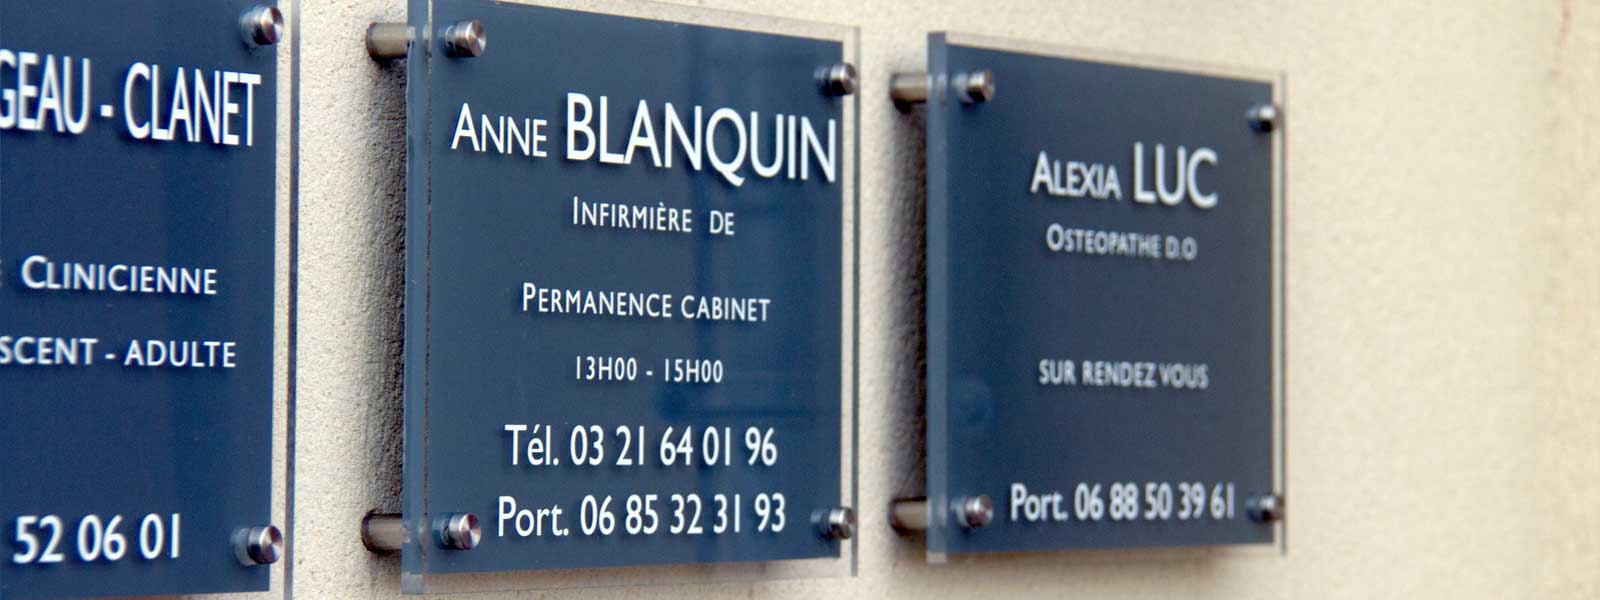 GEAU - CLANET
CLINICIENNE
SCENT - ADULTE
52 06 01
ANNE BLANQUIN
INFIRMIÈRE DE
PERMANENCE CABINET
13H00 - 15H00
Tél. 03 21 64 01 96
Port. 06 85 32 31 93
ALEXIA LUC
OSTEOPATHE D.O
SUR RENDEZ VOUS
Port. 06 88 50 39 61